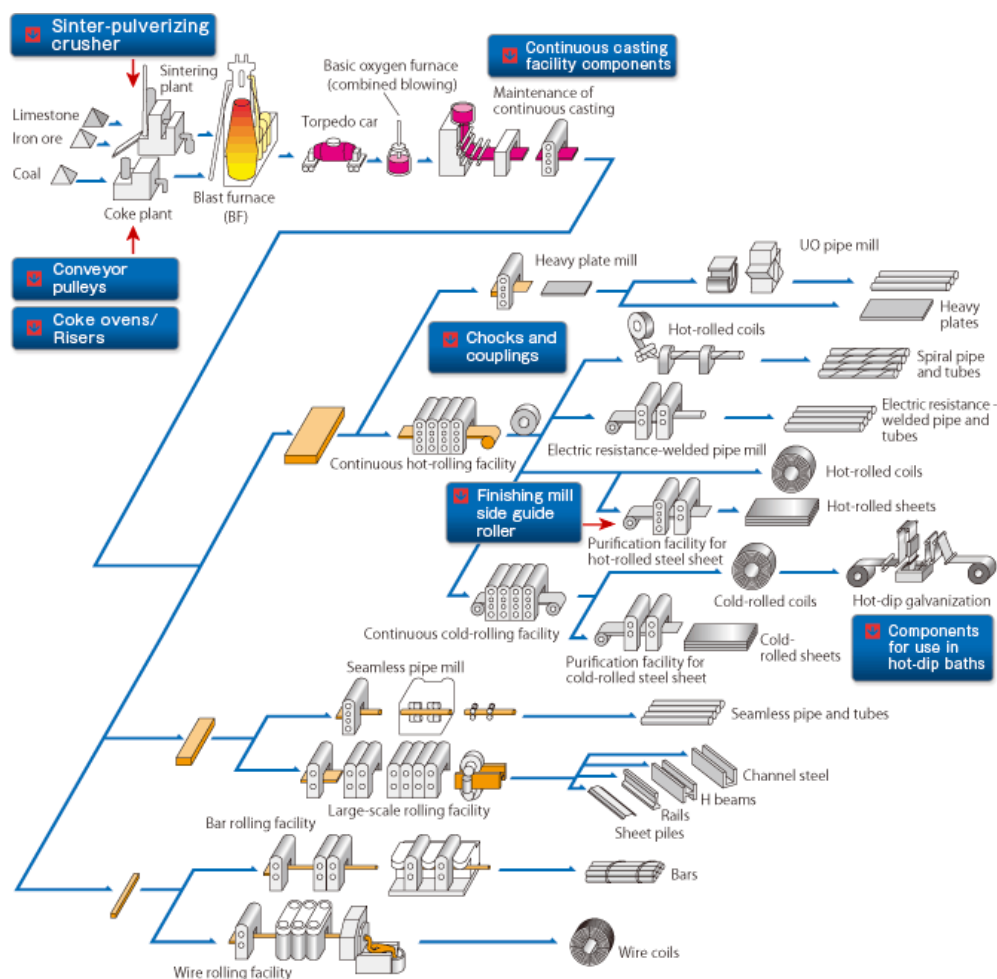 Sinter-pulverizing
crusher
Continuous casting
facility components
Basic oxygen furnace
(combined blowing)
Sintering
plant
Maintenance of
continuous casting
Limestone
Torpedo car
Iron ore
Coal
Coke plant
Blast furnace
(BF)
Conveyor
pulleys
Coke ovens/
Risers
Heavy plate mill
UO pipe mill
Heavy
plates
Chocks and
couplings
Hot-rolled coils
Spiral pipe
and tubes
Electric resistance-
welded pipe and
tubes
Continuous hot-rolling facility
Electric resistance-welded pipe mill
Hot-rolled coils
Finishing mill
side guide
roller
Hot-rolled sheets
Purification facility for
hot-rolled steel sheet
Cold-rolled coils
Hot-dip galvanization
Continuous cold-rolling facility
Cold-
rolled sheets
Purification facility for
cold-rolled steel sheet
Components
for use in
hot-dip baths
Seamless pipe mill
Seamless pipe and tubes
Large-scale rolling facility
Channel steel
H beams
Rails
Sheet piles
Bar rolling facility
Bars
Wire rolling facility
Wire coils